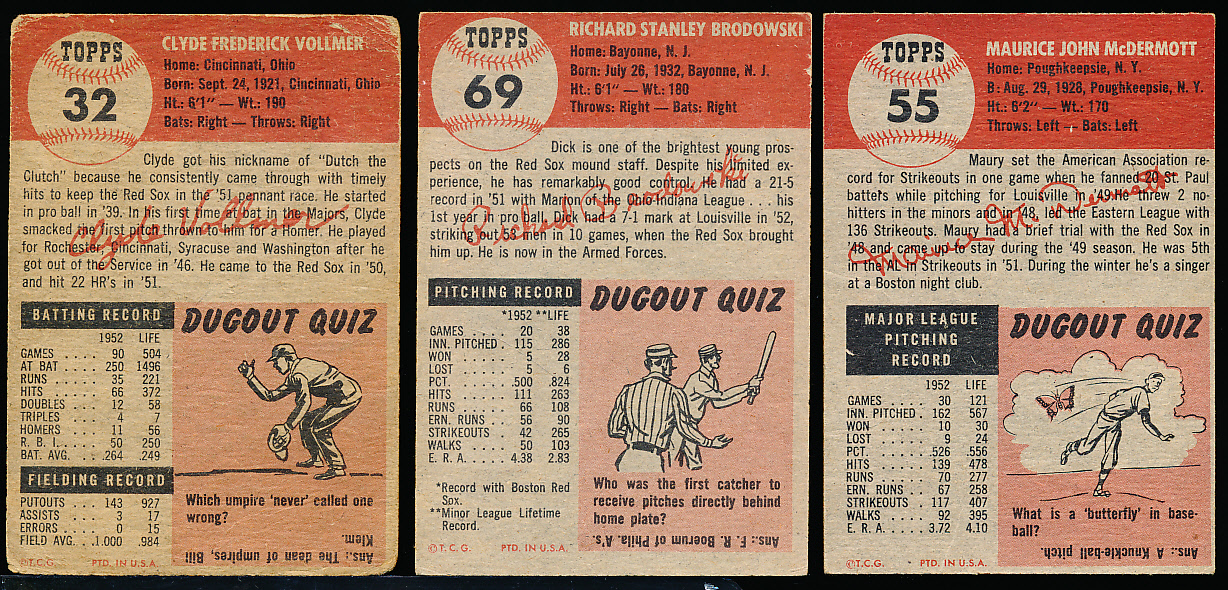 TOPPS
32
CLYDE FREDERICK VOLLMER
Home: Cincinnati, Ohio
Born: Sept. 24, 1921, Cincinnati, Ohio
Ht.: 6'1" — Wt.: 190
Bats: Right — Throws: Right
Clyde got his nickname of "Dutch the
Clutch" because he consistently came through with timely
hits to keep the Red Sox in the '51 pennant race. He started
in pro ball in '39. In his first time at bat in the Majors, Clyde
smacked the first pitch thrown to him for a Homer. He played
for Rochester, Cincinnati, Syracuse and Washington after he
got out of the Service in '46. He came to the Red Sox in '50,
and hit 22 HR's in '51.
Clyde Vollmer
BATTING RECORD
1952 LIFE
GAMES .... 90 504
AT BAT .... 250 1496
RUNS ..... 35 221
HITS ...... 66 372
DOUBLES ... 12 58
TRIPLES ... 4 7
HOMERS ... 11 56
R. B. I. .... 50 250
BAT. AVG. .. .264 .249
FIELDING RECORD
PUTOUTS .. 143 927
ASSISTS ... 3 17
ERRORS ... 0 15
FIELD AVG. . 1.000 .984
DUGOUT QUIZ
Which umpire 'never' called one
wrong?
Ans.: The dean of umpires, Bill
Klem.
©T.C.G. PTD. IN U.S.A.
TOPPS
69
RICHARD STANLEY BRODOWSKI
Home: Bayonne, N. J.
Born: July 26, 1932, Bayonne, N. J.
Ht.: 6'1" — Wt.: 180
Throws: Right — Bats: Right
Dick is one of the brightest young pros-
pects on the Red Sox mound staff. Despite his limited ex-
perience, he has remarkably good control. He had a 21-5
record in '51 with Marion of the Ohio-Indiana League . . . his
1st year in pro ball. Dick had a 7-1 mark at Louisville in '52,
striking out 63 men in 10 games, when the Red Sox brought
him up. He is now in the Armed Forces.
Richard Brodowski
PITCHING RECORD
*1952 **LIFE
GAMES 20 38
INN. PITCHED . 115 286
WON 5 28
LOST 5 6
PCT. .500 .824
HITS 111 263
RUNS 66 108
ERN. RUNS 56 90
STRIKEOUTS 42 265
WALKS 50 103
E. R. A. 4.38 2.83
*Record with Boston Red
Sox.
**Minor League Lifetime
Record.
DUGOUT QUIZ
Who was the first catcher to
receive pitches directly behind
home plate?
Ans.: F. R. Boerum of Phila. A's.
©T.C.G. PTD. IN U.S.A.
TOPPS
55
MAURICE JOHN McDERMOTT
Home: Poughkeepsie, N. Y.
B: Aug. 29, 1928, Poughkeepsie, N. Y.
Ht.: 6'2" — Wt.: 170
Throws: Left — Bats: Left
Maury set the American Association re-
cord for Strikeouts in one game when he fanned 20 St. Paul
batters while pitching for Louisville in '49. He threw 2 no-
hitters in the minors and in '48, led the Eastern League with
136 Strikeouts. Maury had a brief trial with the Red Sox in
'48 and came up to stay during the '49 season. He was 5th
in the AL in Strikeouts in '51. During the winter he's a singer
at a Boston night club.
Maurice McDermott
MAJOR LEAGUE
PITCHING
RECORD
1952 LIFE
GAMES 30 121
INN. PITCHED . 162 567
WON 10 30
LOST 9 24
PCT. .526 .556
HITS 139 478
RUNS 70 277
ERN. RUNS 67 258
STRIKEOUTS 117 407
WALKS 92 395
E. R. A. 3.72 4.10
DUGOUT QUIZ
What is a 'butterfly' in base-
ball?
Ans.: A Knuckle-ball pitch.
©T.C.G. PTD. IN U.S.A.